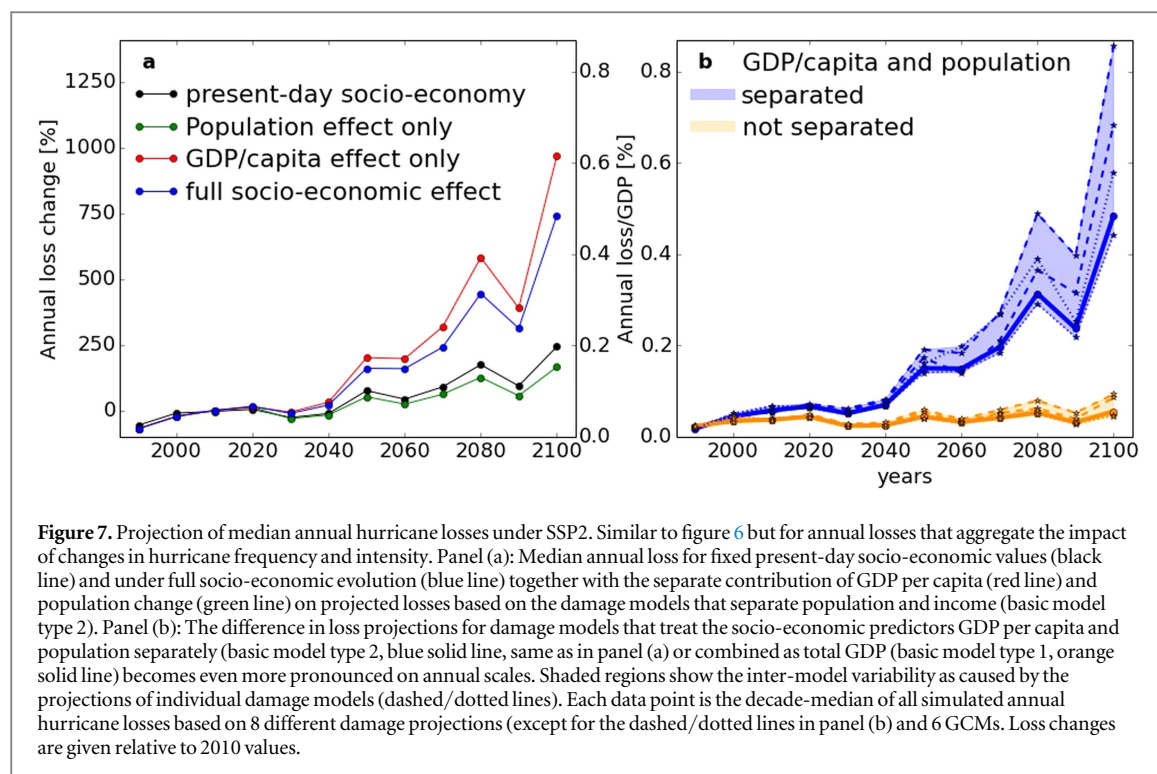 a
present-day socio-economy
Population effect only
GDP/capita effect only
full socio-economic effect
Annual loss change [%]
1250
1000
750
500
250
0
2000 2020 2040 2060 2080 2100
0.8
0.6
0.4
0.2
0.0
b GDP/capita and population
separated
not separated
Annual loss/GDP [%]
0.8
0.6
0.4
0.2
0.0
2000 2020 2040 2060 2080 2100
years
Figure 7. Projection of median annual hurricane losses under SSP2. Similar to figure 6 but for annual losses that aggregate the impact
of changes in hurricane frequency and intensity. Panel (a): Median annual loss for fixed present-day socio-economic values (black
line) and under full socio-economic evolution (blue line) together with the separate contribution of GDP per capita (red line) and
population change (green line) on projected losses based on the damage models that separate population and income (basic model
type 2). Panel (b): The difference in loss projections for damage models that treat the socio-economic predictors GDP per capita and
population separately (basic model type 2, blue solid line, same as in panel (a) or combined as total GDP (basic model type 1, orange
solid line) becomes even more pronounced on annual scales. Shaded regions show the inter-model variability as caused by the
projections of individual damage models (dashed/dotted lines). Each data point is the decade-median of all simulated annual
hurricane losses based on 8 different damage projections (except for the dashed/dotted lines in panel (b) and 6 GCMs. Loss changes
are given relative to 2010 values.